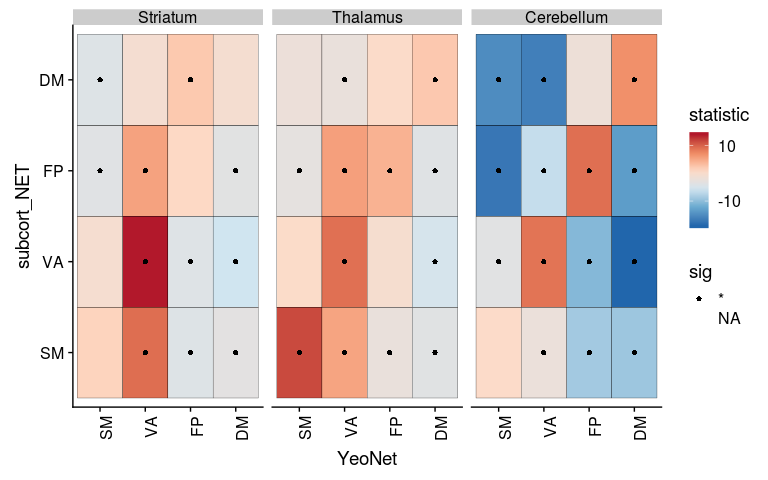 Striatum Thalamus Cerebellum
DM
FP
VA
SM
subcort_NET
SM VA FP DM SM VA FP DM SM VA FP DM
YeoNet
statistic
10
-10
sig
*
NA